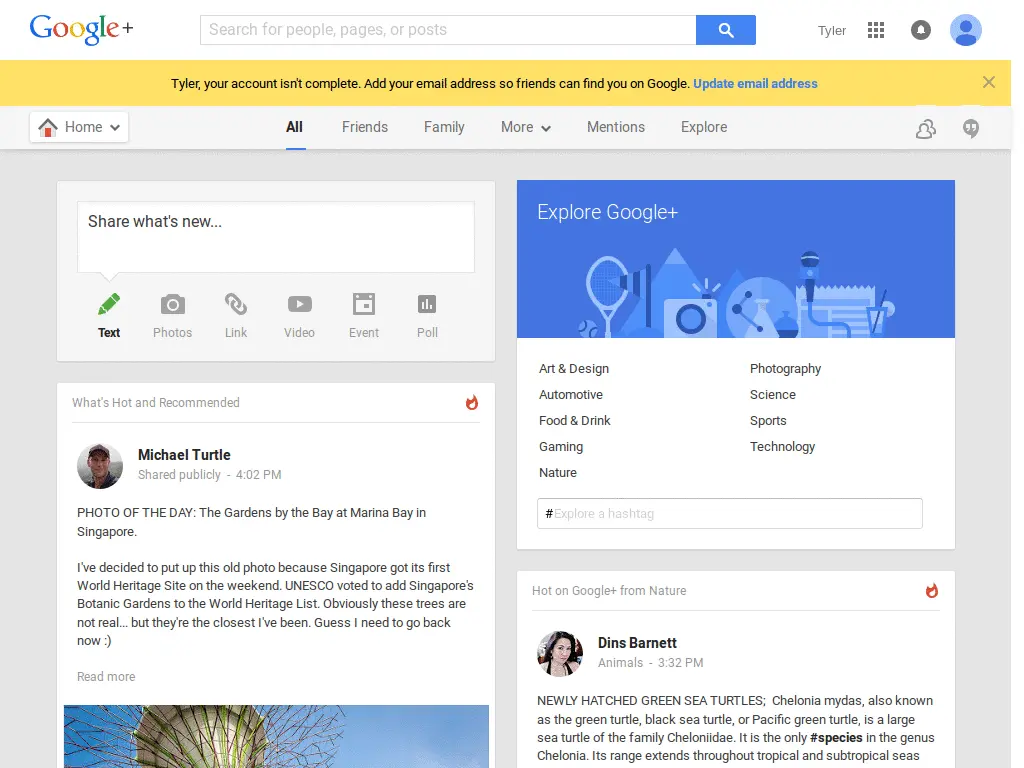 Google+
Search for people, pages, or posts
Tyler
Tyler, your account isn't complete. Add your email address so friends can find you on Google. Update email address
Home
All
Friends
Family
More
Mentions
Explore
Share what's new...
Text
Photos
Link
Video
Event
Poll
What's Hot and Recommended
Michael Turtle
Shared publicly - 4:02 PM
PHOTO OF THE DAY: The Gardens by the Bay at Marina Bay in
Singapore.
I've decided to put up this old photo because Singapore got its first
World Heritage Site on the weekend. UNESCO voted to add Singapore's
Botanic Gardens to the World Heritage List. Obviously these trees are
not real... but they're the closest I've been. Guess I need to go back
now :)
Read more
Explore Google+
Art & Design
Automotive
Food & Drink
Gaming
Nature
Photography
Science
Sports
Technology
#Explore a hashtag
Hot on Google+ from Nature
Dins Barnett
Animals - 3:32 PM
NEWLY HATCHED GREEN SEA TURTLES; Chelonia mydas, also known
as the green turtle, black sea turtle, or Pacific green turtle, is a large
sea turtle of the family Cheloniidae. It is the only #species in the genus
Chelonia. Its range extends throughout tropical and subtropical seas